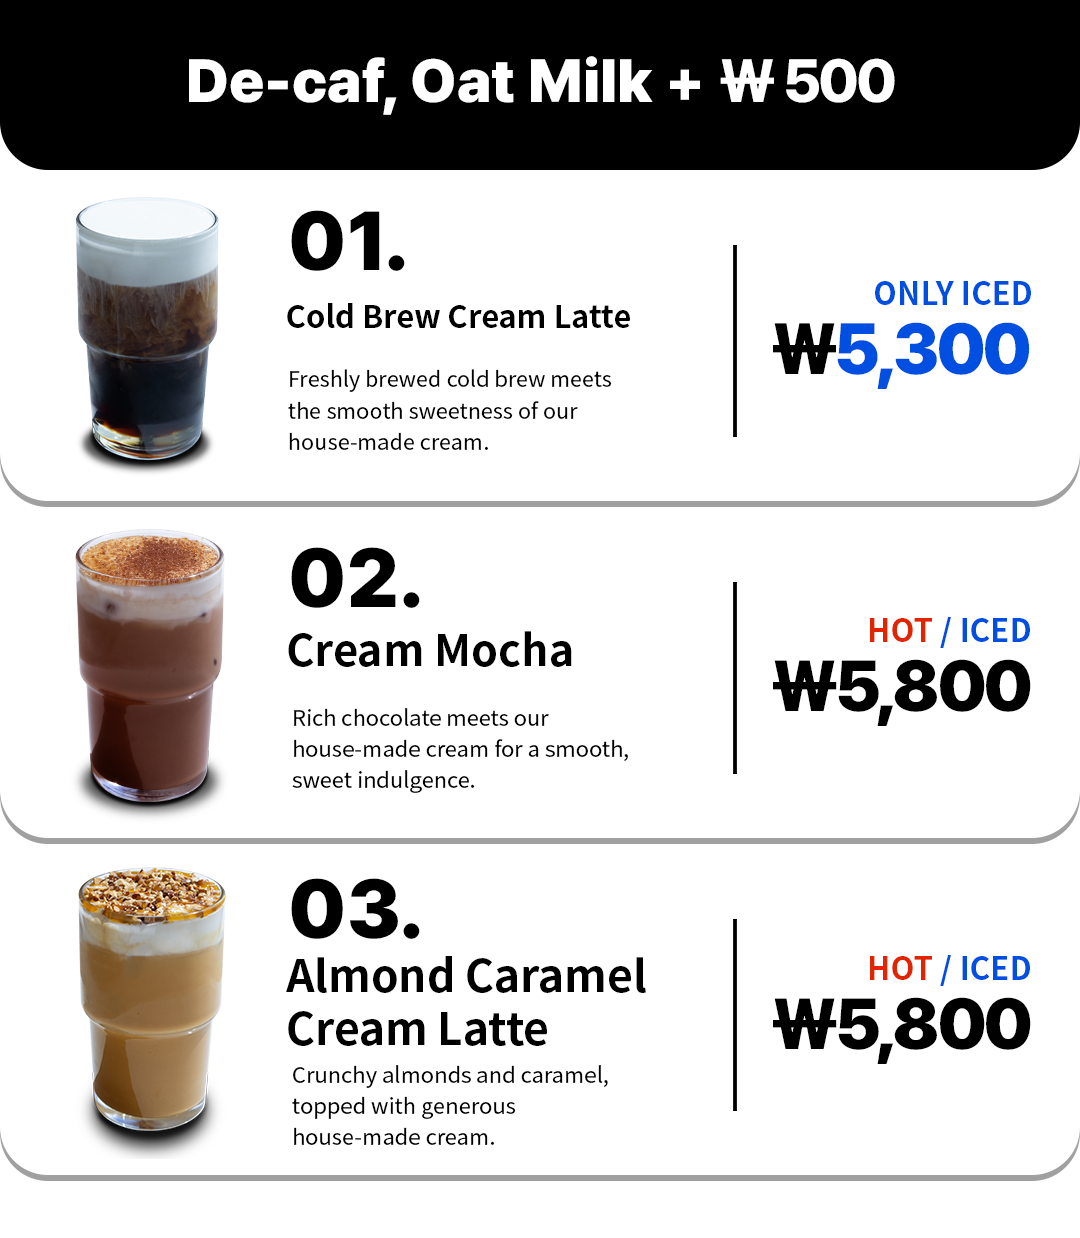 De-caf, Oat Milk + ₩ 500
01.
Cold Brew Cream Latte
Freshly brewed cold brew meets
the smooth sweetness of our
house-made cream.
ONLY ICED
₩5,300
02.
Cream Mocha
Rich chocolate meets our
house-made cream for a smooth,
sweet indulgence.
HOT / ICED
₩5,800
03.
Almond Caramel
Cream Latte
Crunchy almonds and caramel,
topped with generous
house-made cream.
HOT / ICED
₩5,800